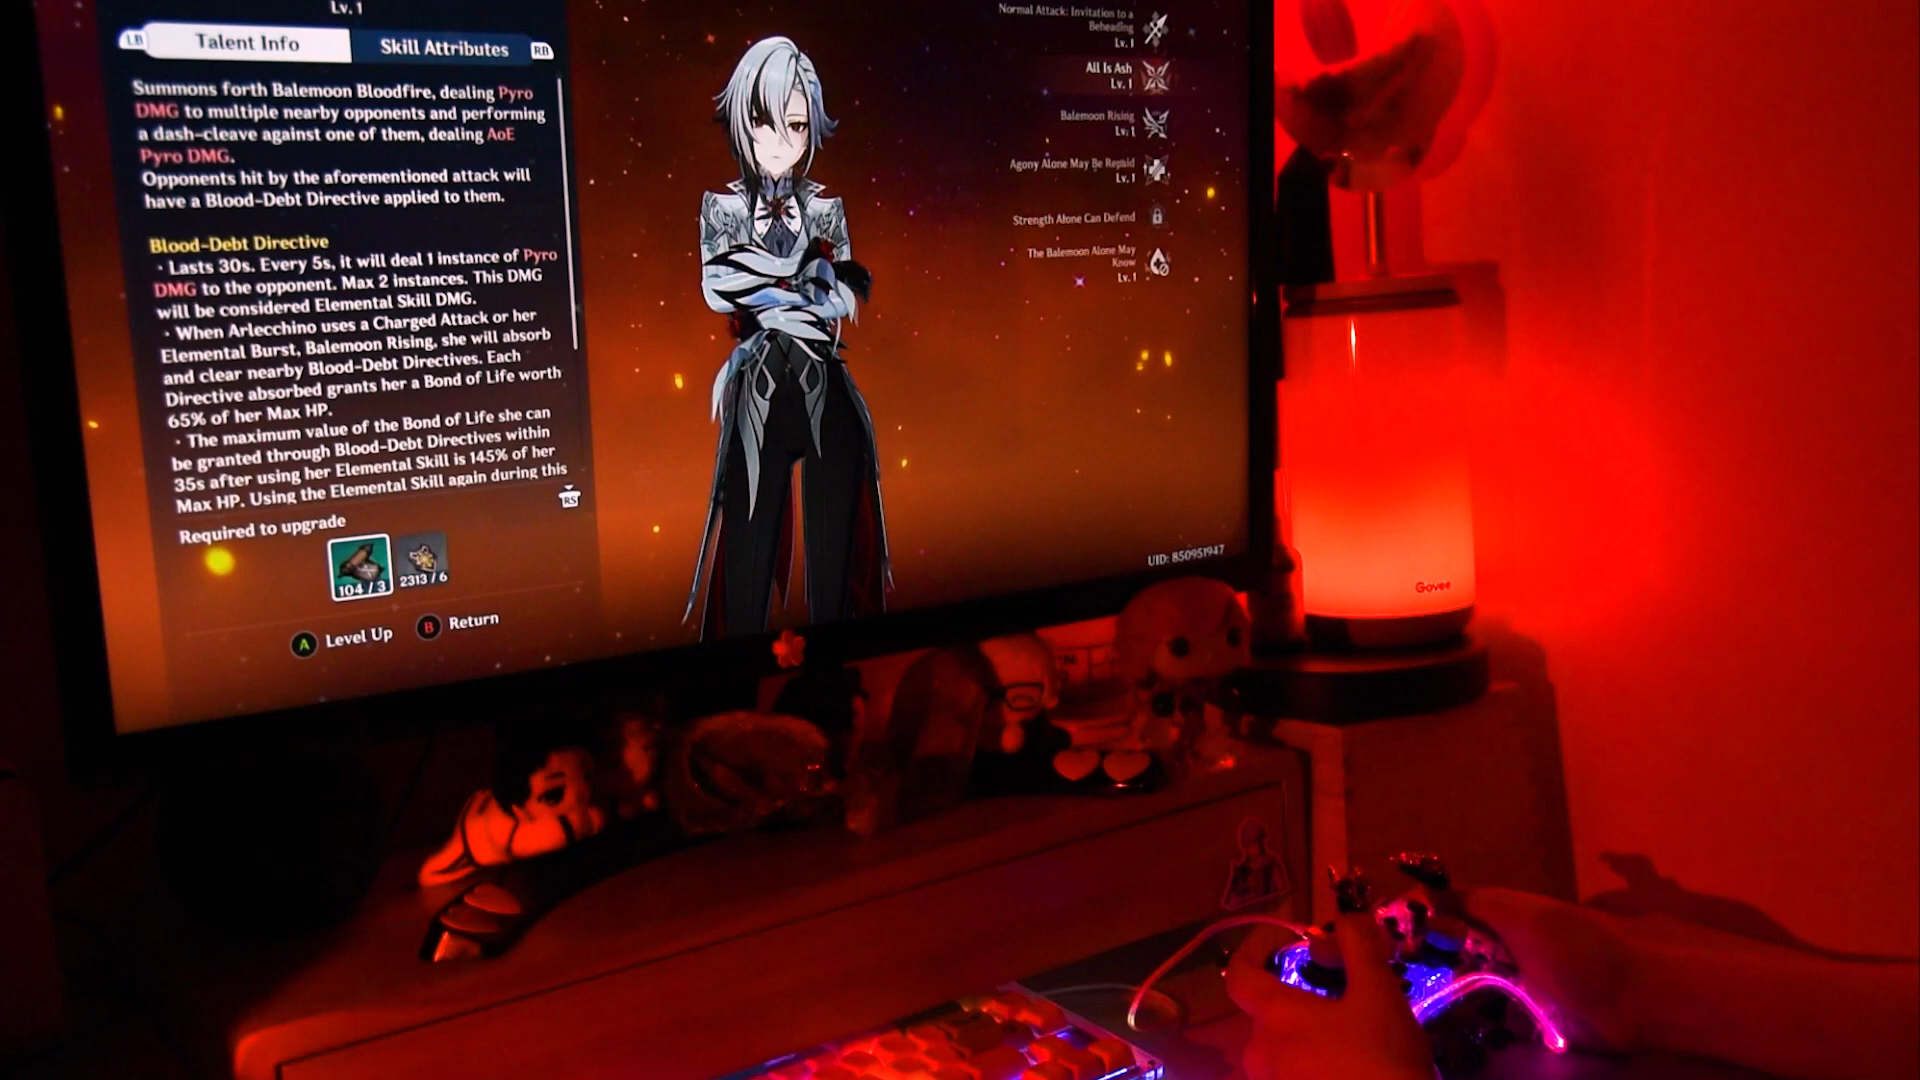 Lv. 1
LB
Talent Info
Skill Attributes
RB
Summons forth Balemoon Bloodfire, dealing Pyro
DMG to multiple nearby opponents and performing
a dash-cleave against one of them, dealing AoE
Pyro DMG.
Opponents hit by the aforementioned attack will
have a Blood-Debt Directive applied to them.
Blood-Debt Directive
· Lasts 30s. Every 5s, it will deal 1 instance of Pyro
DMG to the opponent. Max 2 instances. This DMG
will be considered Elemental Skill DMG.
· When Arlecchino uses a Charged Attack or her
Elemental Burst, Balemoon Rising, she will absorb
and clear nearby Blood-Debt Directives. Each
Directive absorbed grants her a Bond of Life worth
65% of her Max HP.
· The maximum value of the Bond of Life she can
be granted through Blood-Debt Directives within
35s after using her Elemental Skill is 145% of her
Max HP. Using the Elemental Skill again during this
RS
Required to upgrade
104 / 3
2313 / 6
A Level Up
B Return
Normal Attack: Invitation to a
Beheading
Lv. 1
All Is Ash
Lv. 1
Balemoon Rising
Lv. 1
Agony Alone May Be Repaid
Lv. 1
Strength Alone Can Defend
The Balemoon Alone May
Know
Lv. 1
UID: 850951947
Govee